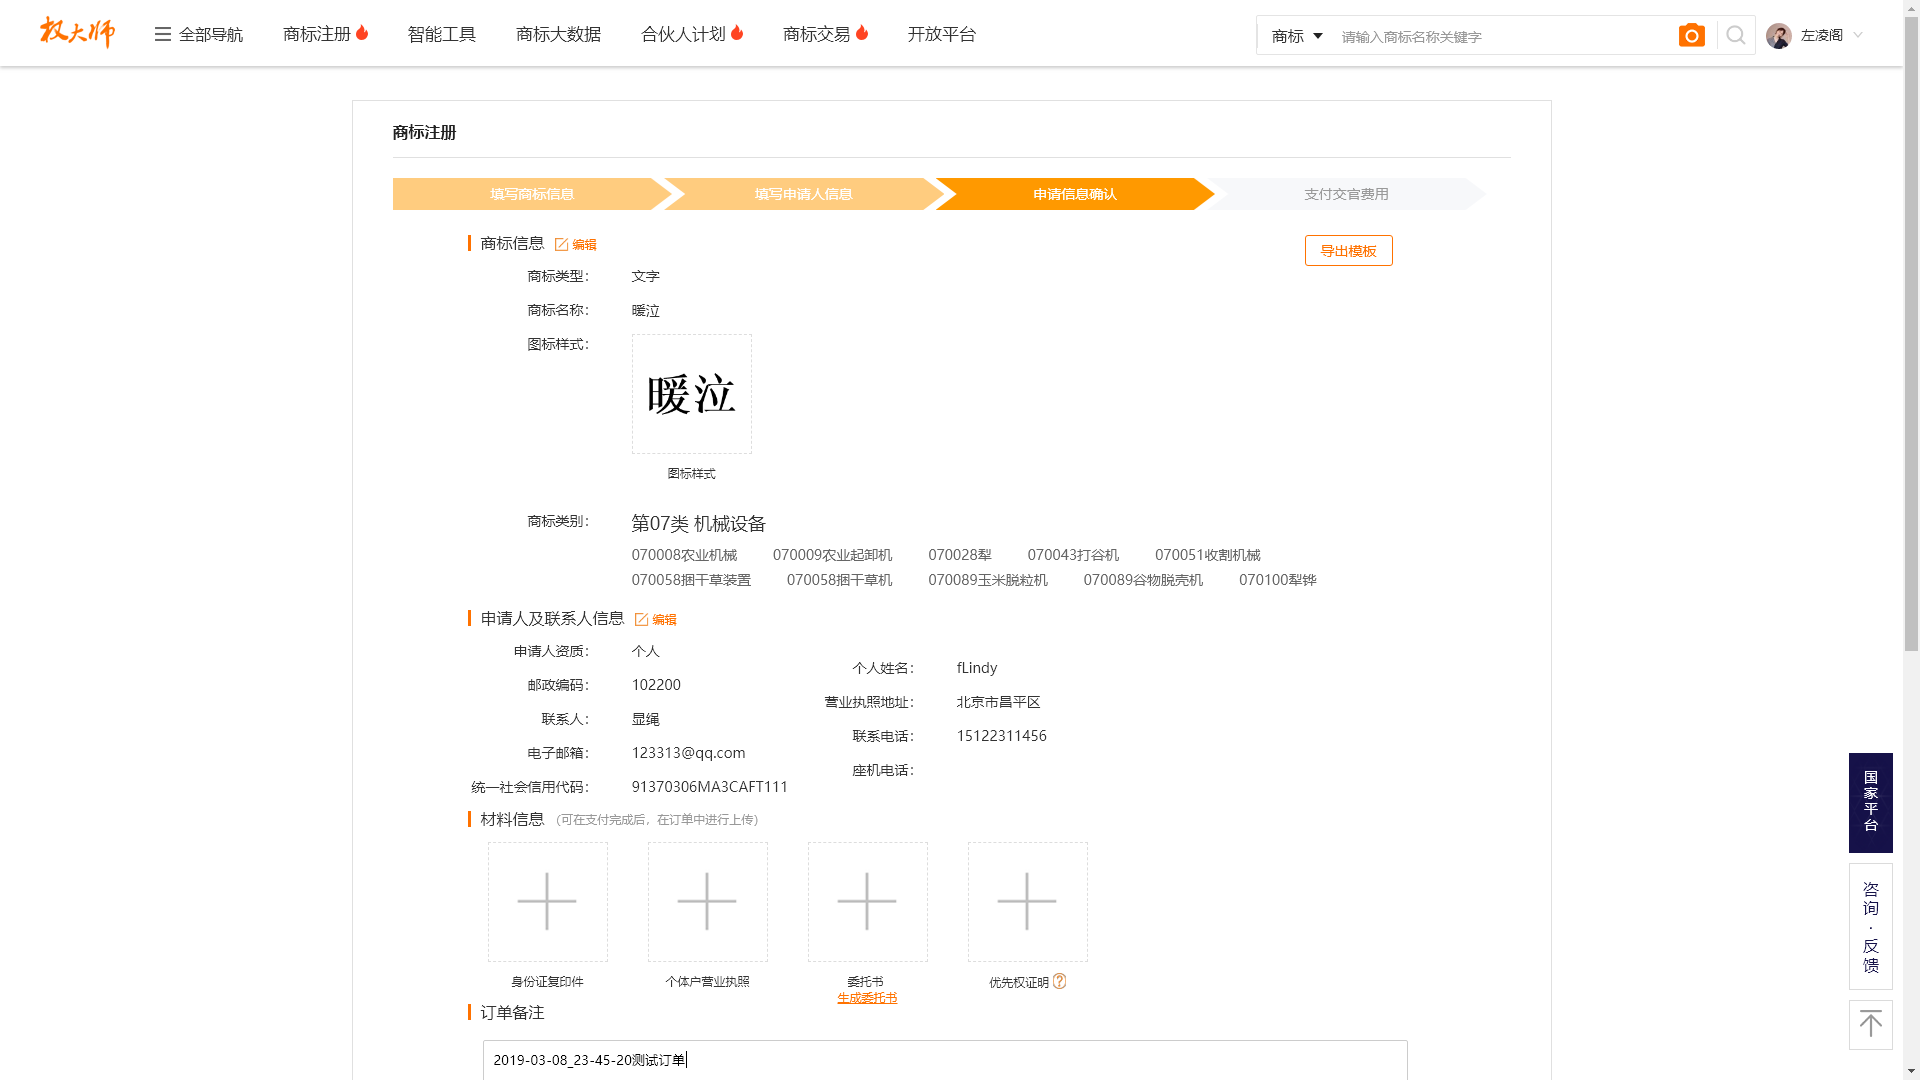 权大师 全部导航 商标注册 智能工具 商标大数据 合伙人计划 商标交易 开放平台 商标 请输入商标名称关键字 左凌阁
商标注册
填写商标信息 填写申请人信息 申请信息确认 支付交官费用
商标信息 编辑 导出模板
商标类型: 文字
商标名称: 暖泣
图标样式:
暖泣
图标样式
商标类别: 第07类 机械设备
070008农业机械 070009农业起卸机 070028犁 070043打谷机 070051收割机械
070058捆干草装置 070058捆干草机 070089玉米脱粒机 070089谷物脱壳机 070100犁铧
申请人及联系人信息 编辑
申请人资质: 个人
个人姓名: fLindy
邮政编码: 102200
营业执照地址: 北京市昌平区
联系人: 显绳
联系电话: 15122311456
电子邮箱: 123313@qq.com
座机电话:
统一社会信用代码: 91370306MA3CAFT111
材料信息 (可在支付完成后，在订单中进行上传)
身份证复印件 个体户营业执照 委托书 优先权证明
生成委托书
订单备注
2019-03-08_23-45-20测试订单
国家平台
咨询·反馈